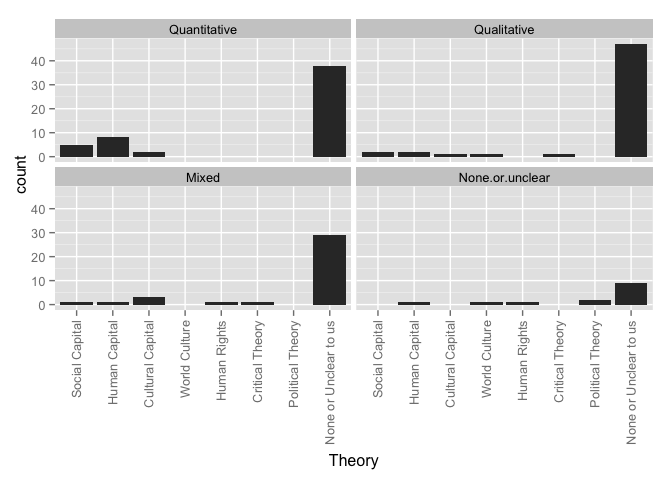 Quantitative
Qualitative
40
30
20
10
0
count
Mixed
None.or.unclear
40
30
20
10
0
Social Capital
Human Capital
Cultural Capital
World Culture
Human Rights
Critical Theory
Political Theory
None or Unclear to us
Social Capital
Human Capital
Cultural Capital
World Culture
Human Rights
Critical Theory
Political Theory
None or Unclear to us
Theory